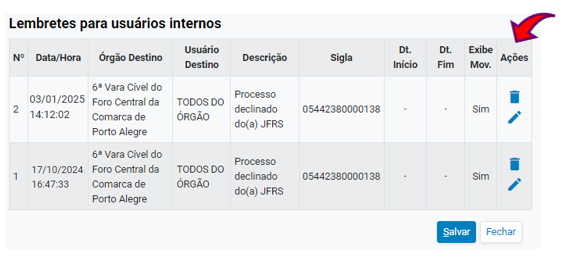 Lembretes para usuários internos
Nº Data/Hora Órgão Destino Usuário Destino Descrição Sigla Dt. Início Dt. Fim Exibe Mov. Ações
2 03/01/2025 14:12:02 6ª Vara Cível do Foro Central da Comarca de Porto Alegre TODOS DO ÓRGÃO Processo declinado do(a) JFRS 05442380000138 - - Sim
1 17/10/2024 16:47:33 6ª Vara Cível do Foro Central da Comarca de Porto Alegre TODOS DO ÓRGÃO Processo declinado do(a) JFRS 05442380000138 - - Sim
Salvar Fechar